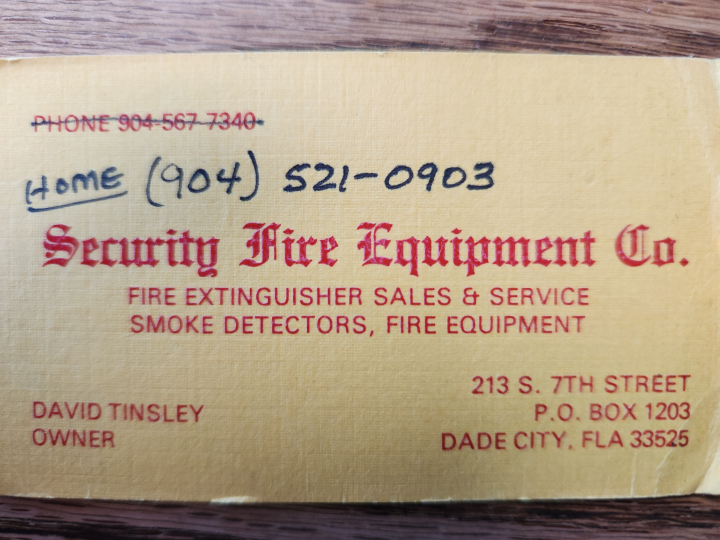 PHONE 904-567-7340
HOME (904) 521-0903
Security Fire Equipment Co.
FIRE EXTINGUISHER SALES & SERVICE
SMOKE DETECTORS, FIRE EQUIPMENT
DAVID TINSLEY
OWNER
213 S. 7TH STREET
P.O. BOX 1203
DADE CITY, FLA 33525